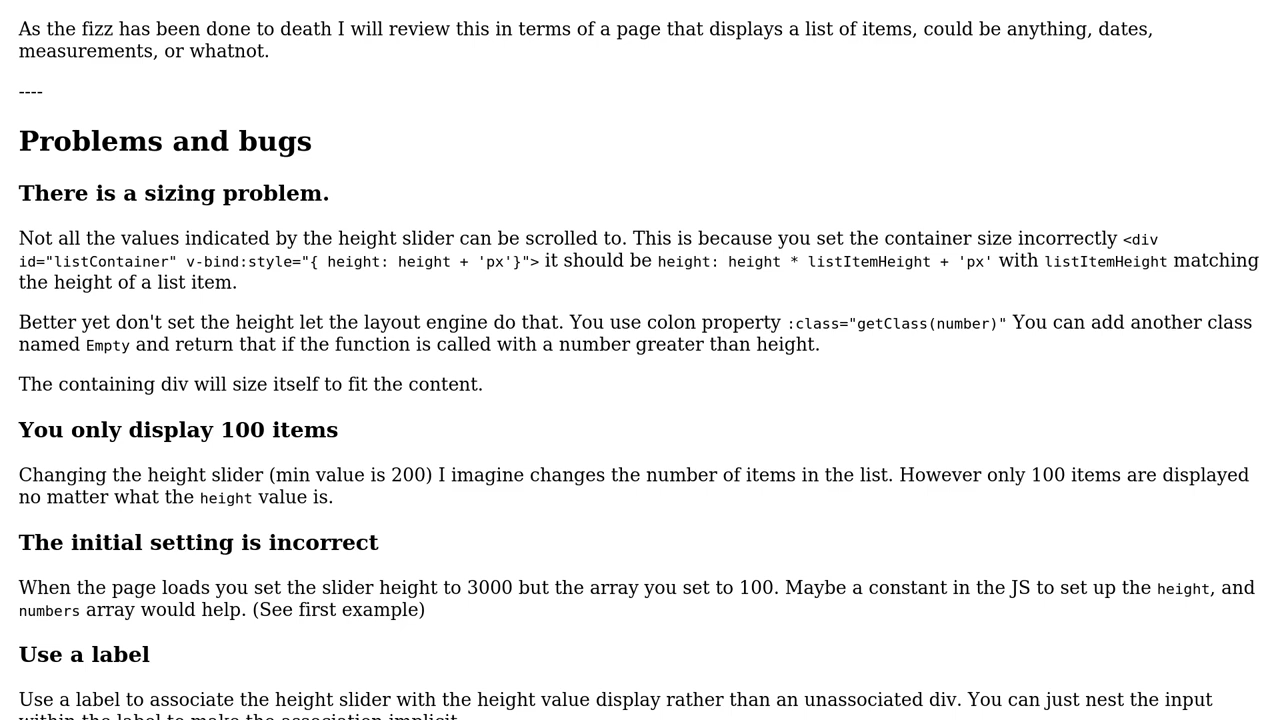 As the fizz has been done to death I will review this in terms of a page that displays a list of items, could be anything, dates,
measurements, or whatnot.
----
Problems and bugs
There is a sizing problem.
Not all the values indicated by the height slider can be scrolled to. This is because you set the container size incorrectly <div
id="listContainer" v-bind:style="{ height: height + 'px'}"> it should be height: height * listItemHeight + 'px' with listItemHeight matching
the height of a list item.
Better yet don't set the height let the layout engine do that. You use colon property :class="getClass(number)" You can add another class
named Empty and return that if the function is called with a number greater than height.
The containing div will size itself to fit the content.
You only display 100 items
Changing the height slider (min value is 200) I imagine changes the number of items in the list. However only 100 items are displayed
no matter what the height value is.
The initial setting is incorrect
When the page loads you set the slider height to 3000 but the array you set to 100. Maybe a constant in the JS to set up the height, and
numbers array would help. (See first example)
Use a label
Use a label to associate the height slider with the height value display rather than an unassociated div. You can just nest the input
within the label to make the association implicit.